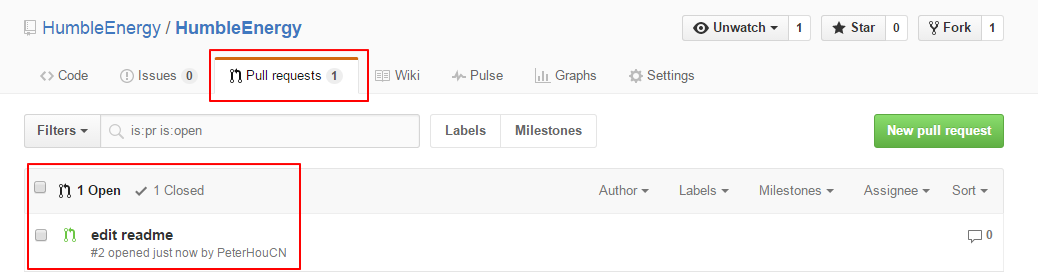 HumbleEnergy / HumbleEnergy Unwatch 1 Star 0 Fork 1
Code Issues 0 Pull requests 1 Wiki Pulse Graphs Settings
Filters is:pr is:open Labels Milestones New pull request
1 Open 1 Closed Author Labels Milestones Assignee Sort
edit readme 0
#2 opened just now by PeterHouCN